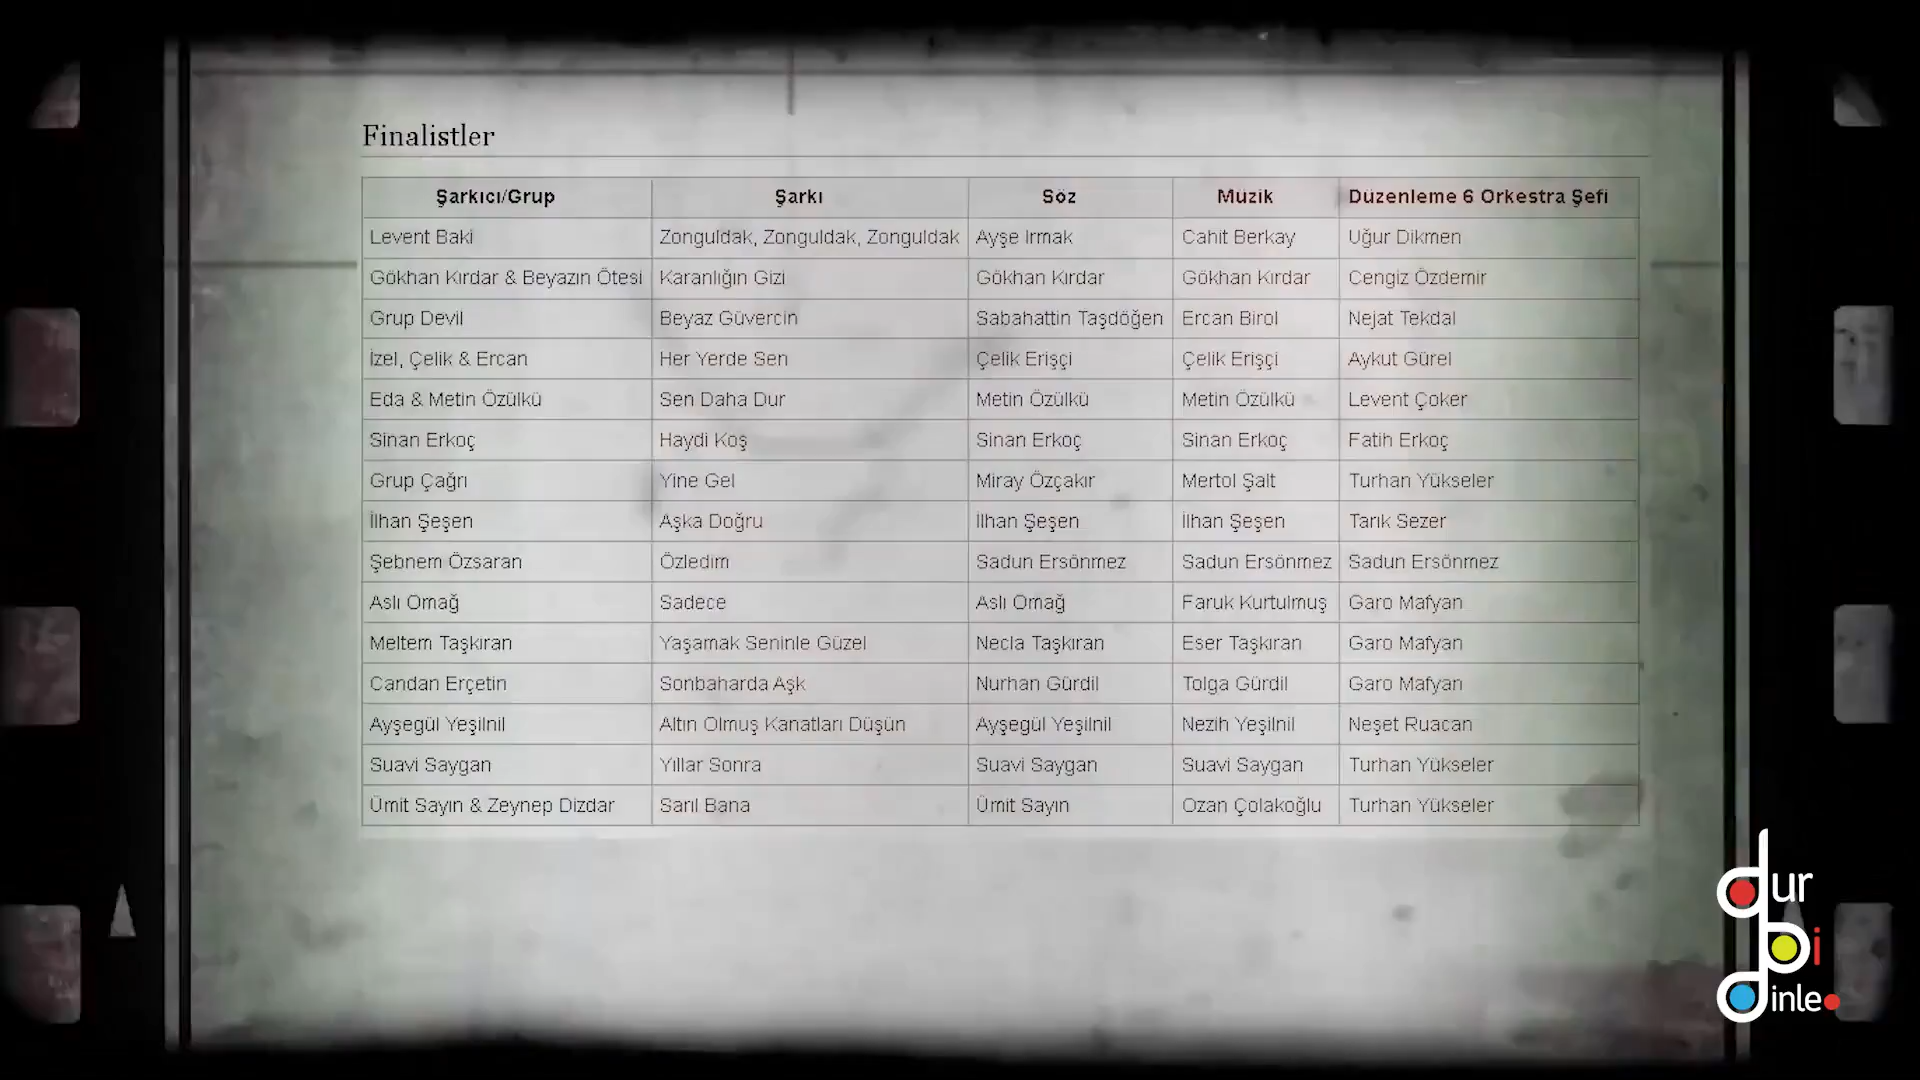 Finalistler
Şarkıcı/Grup Şarkı Söz Müzik Düzenleme 6 Orkestra Şefi
Levent Baki Zonguldak, Zonguldak, Zonguldak Ayşe Irmak Cahit Berkay Uğur Dikmen
Gökhan Kırdar & Beyazın Ötesi Karanlığın Gizi Gökhan Kırdar Gökhan Kırdar Cengiz Özdemir
Grup Devil Beyaz Güvercin Sabahattin Taşdöğen Ercan Birol Nejat Tekdal
İzel, Çelik & Ercan Her Yerde Sen Çelik Erişçi Çelik Erişçi Aykut Gürel
Eda & Metin Özülkü Sen Daha Dur Metin Özülkü Metin Özülkü Levent Çoker
Sinan Erkoç Haydi Koş Sinan Erkoç Sinan Erkoç Fatih Erkoç
Grup Çağrı Yine Gel Miray Özçakır Mertol Şalt Turhan Yükseler
İlhan Şeşen Aşka Doğru İlhan Şeşen İlhan Şeşen Tarık Sezer
Şebnem Özsaran Özledim Sadun Ersönmez Sadun Ersönmez Sadun Ersönmez
Aslı Omağ Sadece Aslı Omağ Faruk Kurtulmuş Garo Mafyan
Meltem Taşkıran Yaşamak Seninle Güzel Necla Taşkıran Eser Taşkıran Garo Mafyan
Candan Erçetin Sonbaharda Aşk Nurhan Gürdil Tolga Gürdil Garo Mafyan
Ayşegül Yeşilnil Altın Olmuş Kanatları Düşün Ayşegül Yeşilnil Nezih Yeşilnil Neşet Ruacan
Suavi Saygan Yıllar Sonra Suavi Saygan Suavi Saygan Turhan Yükseler
Ümit Sayın & Zeynep Dizdar Sarıl Bana Ümit Sayın Ozan Çolakoğlu Turhan Yükseler
dur
bi
dinle